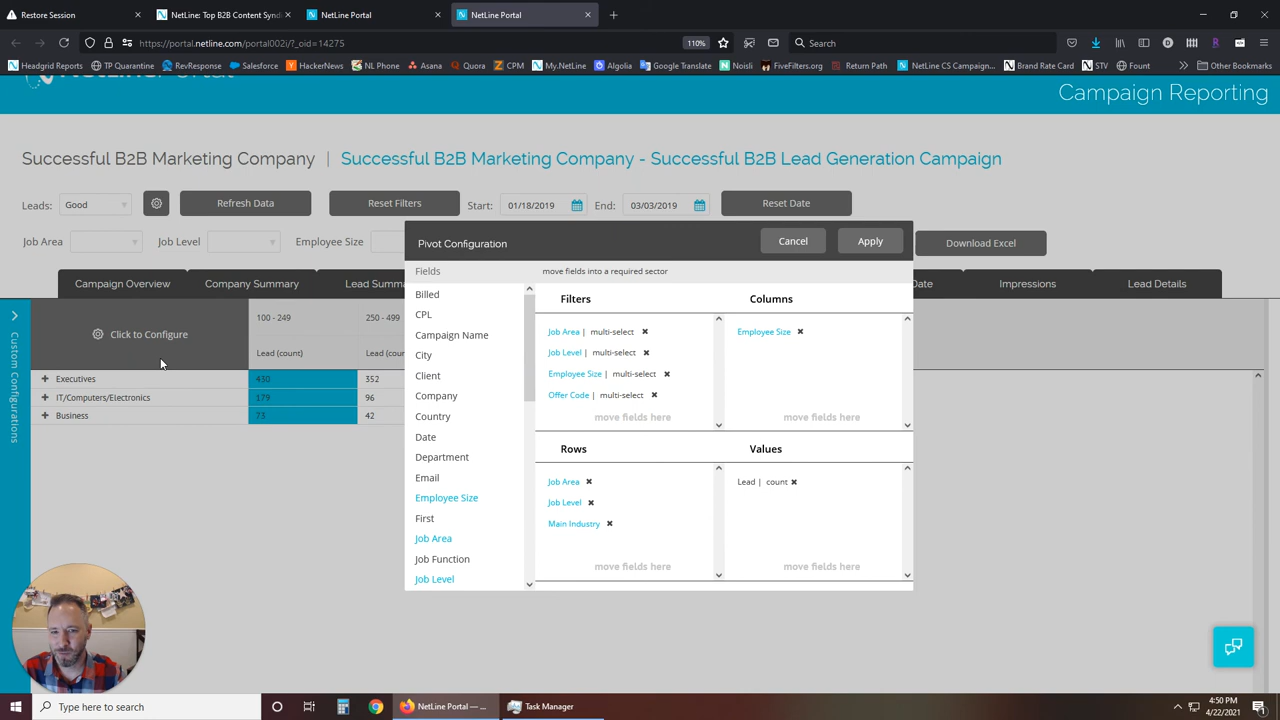 Restore Session
NetLine: Top B2B Content Syndi
NetLine Portal
NetLine Portal
https://portal.netline.com/portal002i/?_oid=14275
110%
Search
Headgrid Reports
TP Quarantine
RevResponse
Salesforce
HackerNews
NL Phone
Asana
Quora
ZPM
My.NetLine
Algolia
Google Translate
Noisli
FiveFilters.org
Return Path
NetLine CS Campaign...
Brand Rate Card
STV
Fount
Other Bookmarks
Campaign Reporting
Successful B2B Marketing Company | Successful B2B Marketing Company - Successful B2B Lead Generation Campaign
Leads: Good Refresh Data Reset Filters Start: 01/18/2019 End: 03/03/2019 Reset Date
Job Area Job Level Employee Size Download Excel
Campaign Overview Company Summary Lead Summa Date Impressions Lead Details
Custom Configurations
Click to Configure
100 - 249 250 - 499
Lead (count) Lead (cour
Executives 430 352
IT/Computers/Electronics 179 96
Business 73 42
Pivot Configuration Cancel Apply
Fields move fields into a required sector
Billed
CPL
Campaign Name
City
Client
Company
Country
Date
Department
Email
Employee Size
First
Job Area
Job Function
Job Level
Filters
Job Area | multi-select
Job Level | multi-select
Employee Size | multi-select
Offer Code | multi-select
move fields here
Columns
Employee Size
move fields here
Rows
Job Area
Job Level
Main Industry
move fields here
Values
Lead | count
move fields here
Type here to search
NetLine Portal — ...
Task Manager
4:50 PM
4/22/2021